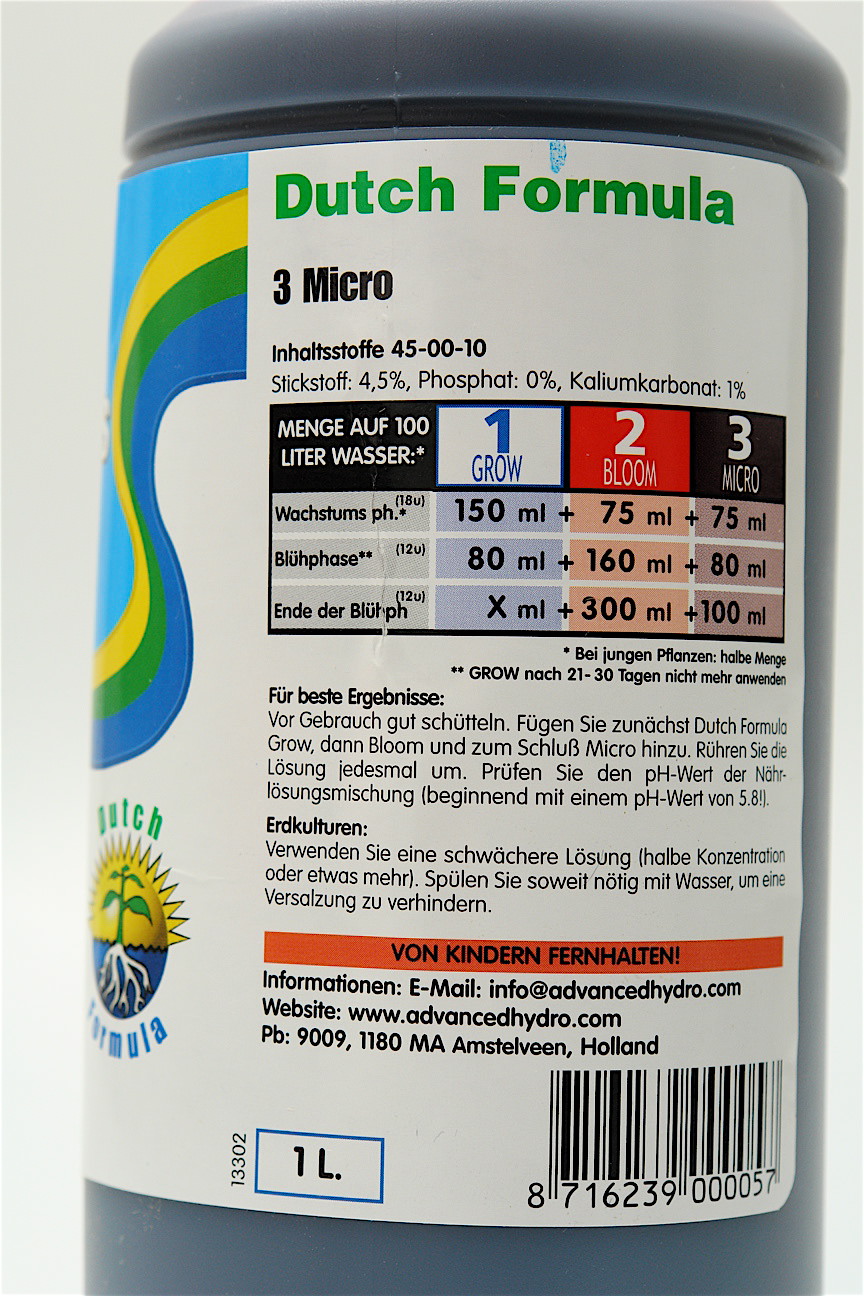 Dutch Formula
3 Micro
Inhaltsstoffe 45-00-10
Stickstoff: 4,5%, Phosphat: 0%, Kaliumkarbonat: 1%
MENGE AUF 100 LITER WASSER:* 1 GROW 2 BLOOM 3 MICRO
Wachstums ph.* (18u) 150 ml + 75 ml + 75 ml
Blühphase** (12u) 80 ml + 160 ml + 80 ml
Ende der Blühph (12u) X ml + 300 ml + 100 ml
* Bei jungen Pflanzen: halbe Menge
** GROW nach 21-30 Tagen nicht mehr anwenden
Für beste Ergebnisse:
Vor Gebrauch gut schütteln. Fügen Sie zunächst Dutch Formula
Grow, dann Bloom und zum Schluß Micro hinzu. Rühren Sie die
Lösung jedesmal um. Prüfen Sie den pH-Wert der Nähr-
lösungsmischung (beginnend mit einem pH-Wert von 5.8!).
Erdkulturen:
Verwenden Sie eine schwächere Lösung (halbe Konzentration
oder etwas mehr). Spülen Sie soweit nötig mit Wasser, um eine
Versalzung zu verhindern.
VON KINDERN FERNHALTEN!
Informationen: E-Mail: info@advancedhydro.com
Website: www.advancedhydro.com
Pb: 9009, 1180 MA Amstelveen, Holland
Dutch
Formula
13302
1 L.
8 716239 000057